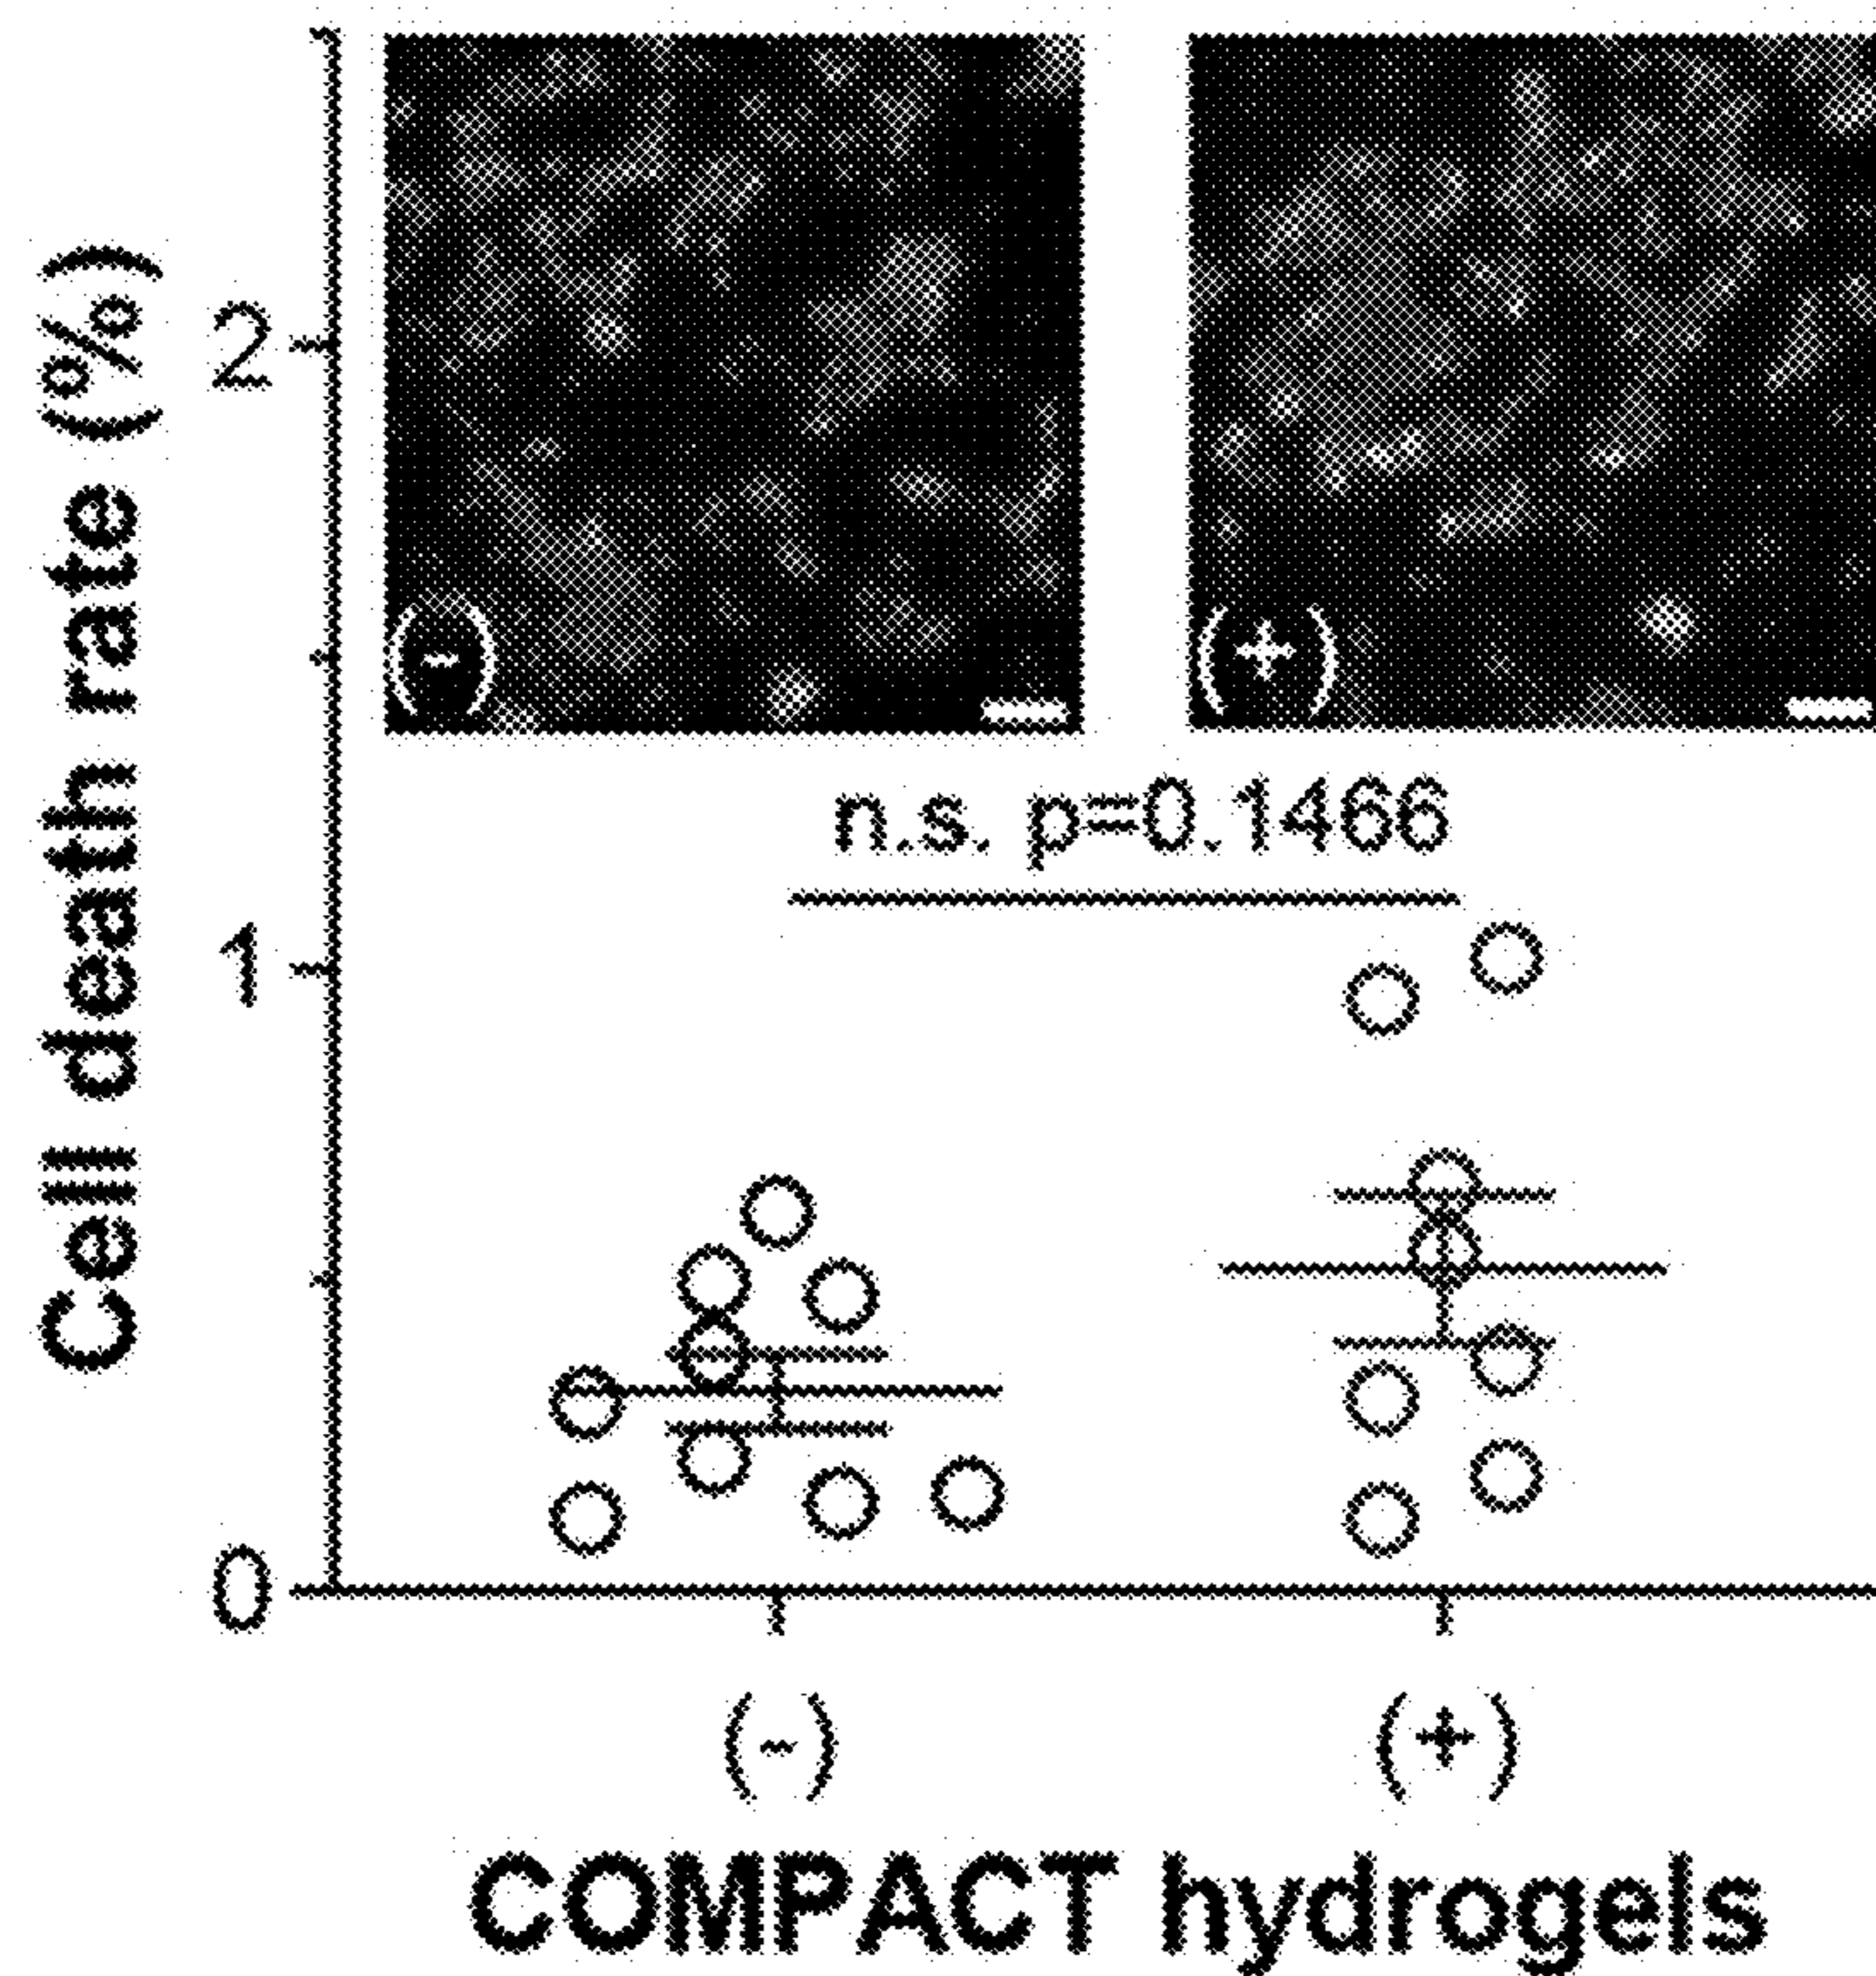 Cell death rate (%)
2
1
0
(-)
(+)
n.s. p=0.1466
(-)
(+)
COMPACT hydrogels